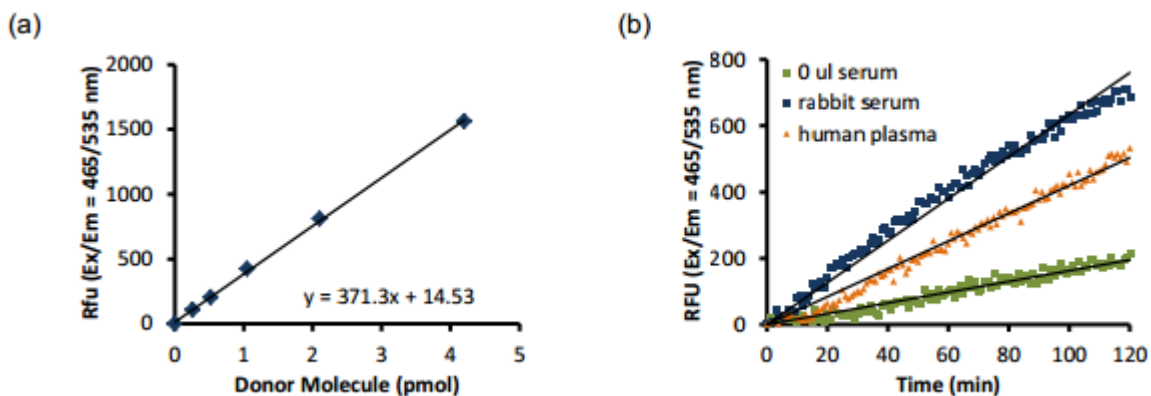 (a)
Rfu (Ex/Em = 465/535 nm)
2000
1500
1000
500
0
y = 371.3x + 14.53
0 1 2 3 4 5
Donor Molecule (pmol)
(b)
RFU (Ex/Em = 465/535 nm)
800
600
400
200
0
0 ul serum
rabbit serum
human plasma
0 20 40 60 80 100 120
Time (min)